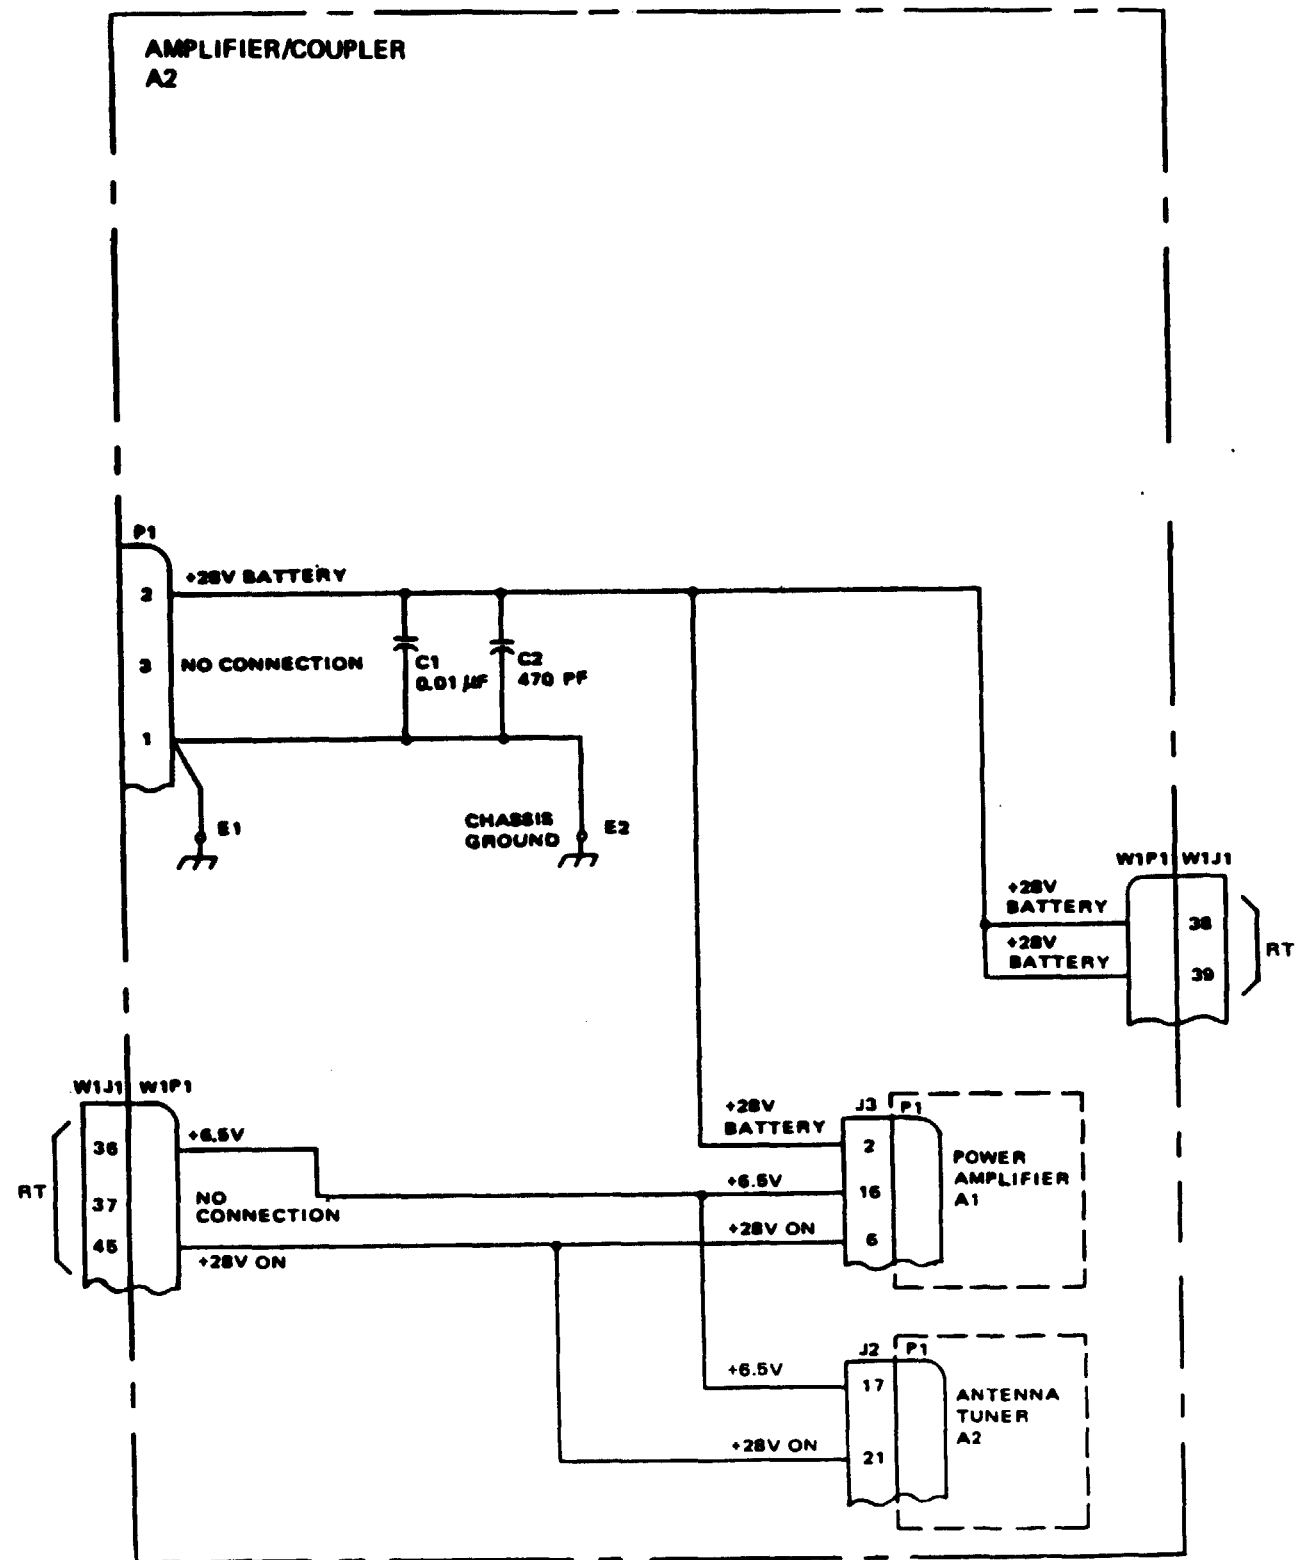 AMPLIFIER/COUPLER
A2
P1
2
+28V BATTERY
3
NO CONNECTION
C1
0.01 µF
C2
470 PF
1
E1
CHASSIS
GROUND
E2
W1P1
W1J1
+28V
BATTERY
38
+28V
BATTERY
39
RT
W1J1
W1P1
36
+6.5V
RT
37
NO
CONNECTION
45
+28V ON
J3
P1
+28V
BATTERY
2
+6.5V
16
+28V ON
6
POWER
AMPLIFIER
A1
J2
P1
+6.5V
17
+28V ON
21
ANTENNA
TUNER
A2